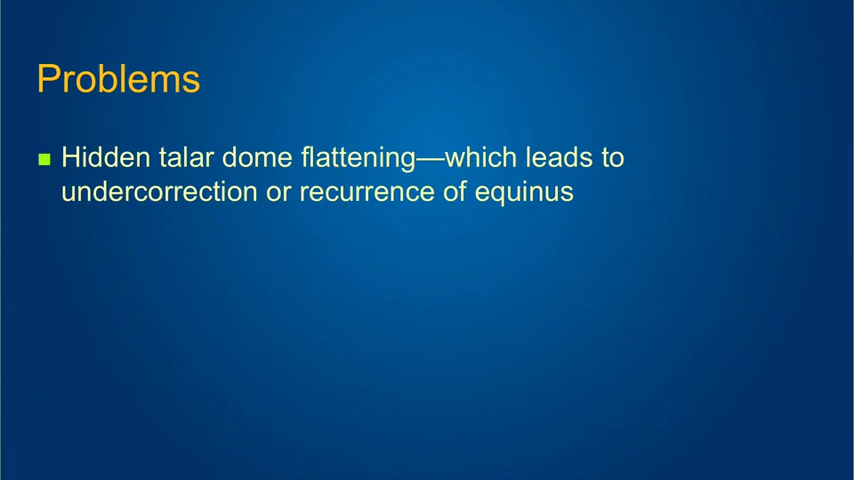 Problems
Hidden talar dome flattening—which leads to
undercorrection or recurrence of equinus